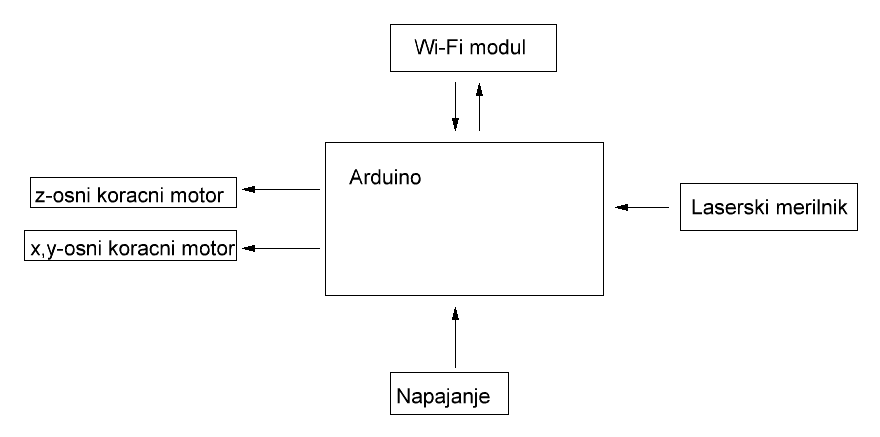 Wi-Fi modul
Arduino
z-osni koracni motor
x,y-osni koracni motor
Laserski merilnik
Napajanje